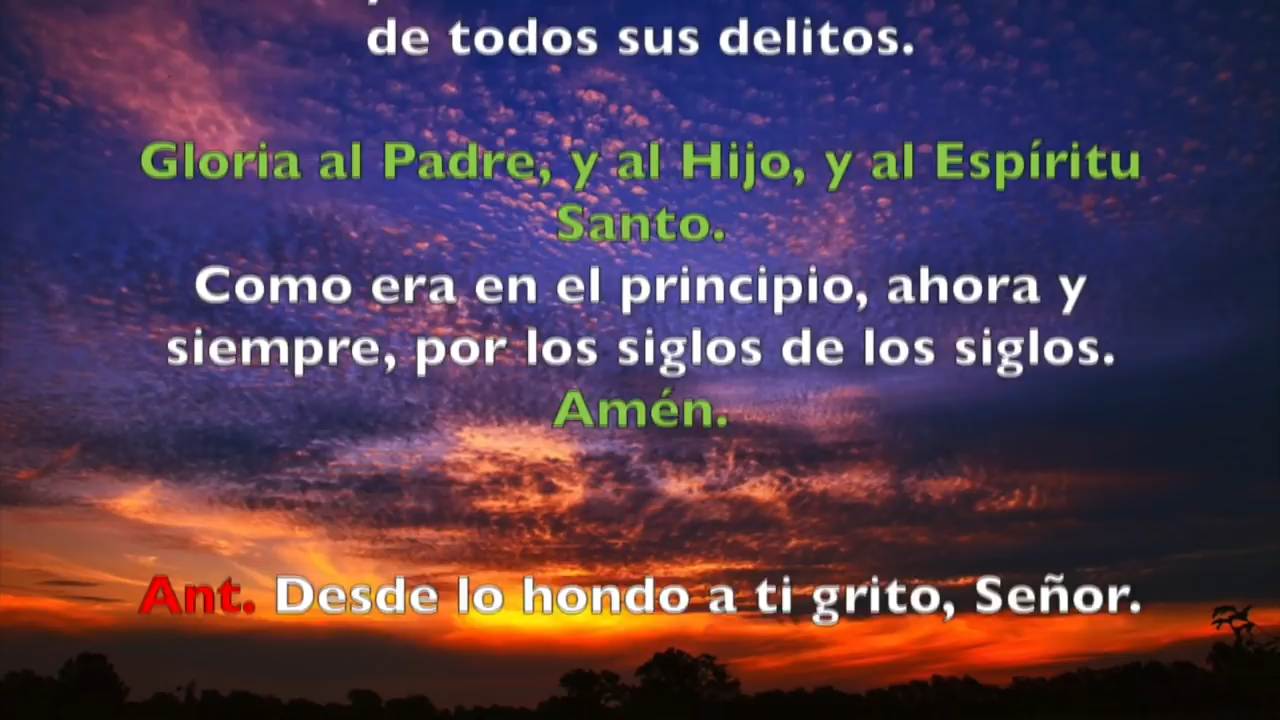 de todos sus delitos.
Gloria al Padre, y al Hijo, y al Espíritu
Santo.
Como era en el principio, ahora y
siempre, por los siglos de los siglos.
Amén.
Ant. Desde lo hondo a ti grito, Señor.